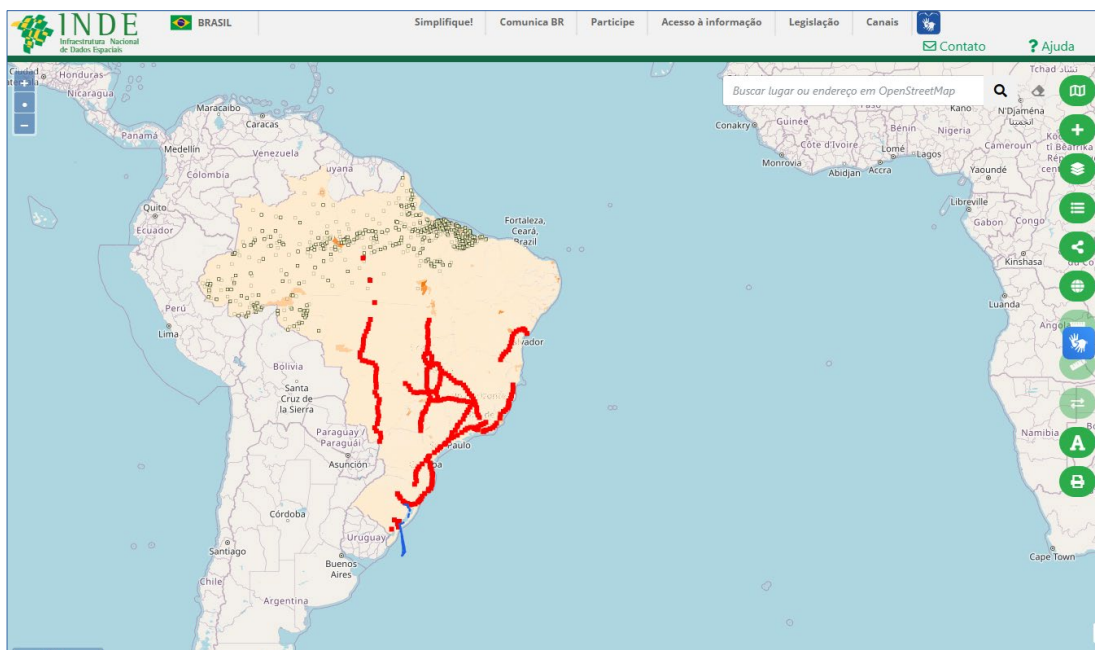 INDE
Infraestrutura Nacional
de Dados Espaciais
BRASIL
Simplifique!
Comunica BR
Participe
Acesso à informação
Legislação
Canais
Contato
? Ajuda
Buscar lugar ou endereço em OpenStreetMap
Honduras
Nicaragua
Maracaibo
Caracas
Panamá
Medellín
Venezuela
Colombia
Guyana
Quito
Ecuador
Fortaleza,
Ceará,
Brazil
Perú
Lima
Bolivia
Santa
Cruz de
la Sierra
Paraguay /
Paraguái
Asunción
Paulo
Córdoba
Uruguay
Santiago
Buenos
Aires
Chile
Argentina
Tchad
Conakry
Guinée
Kano
N'Djaména
Côte d'Ivoire
Bénin
Nigeria
Monrovia
Abidjan
Accra
Lomé
Lagos
Cameroun
Yaoundé
Libreville
Gabon
Congo
Kinshasa
Luanda
Angola
Namibia
Cape Town
A